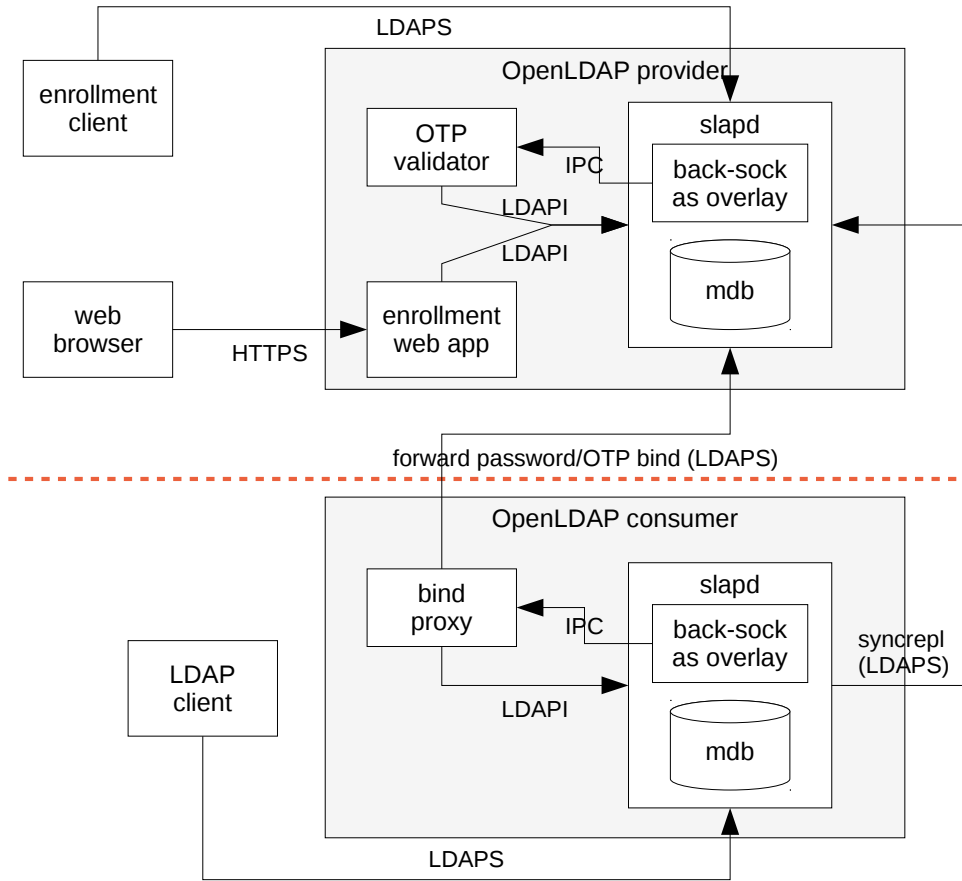 LDAPS
OpenLDAP provider
enrollment
client
OTP
validator
slapd
IPC
back-sock
as overlay
LDAPI
LDAPI
mdb
web
browser
HTTPS
enrollment
web app
forward password/OTP bind (LDAPS)
OpenLDAP consumer
bind
proxy
slapd
IPC
back-sock
as overlay
syncrepl
(LDAPS)
LDAP
client
LDAPI
mdb
LDAPS